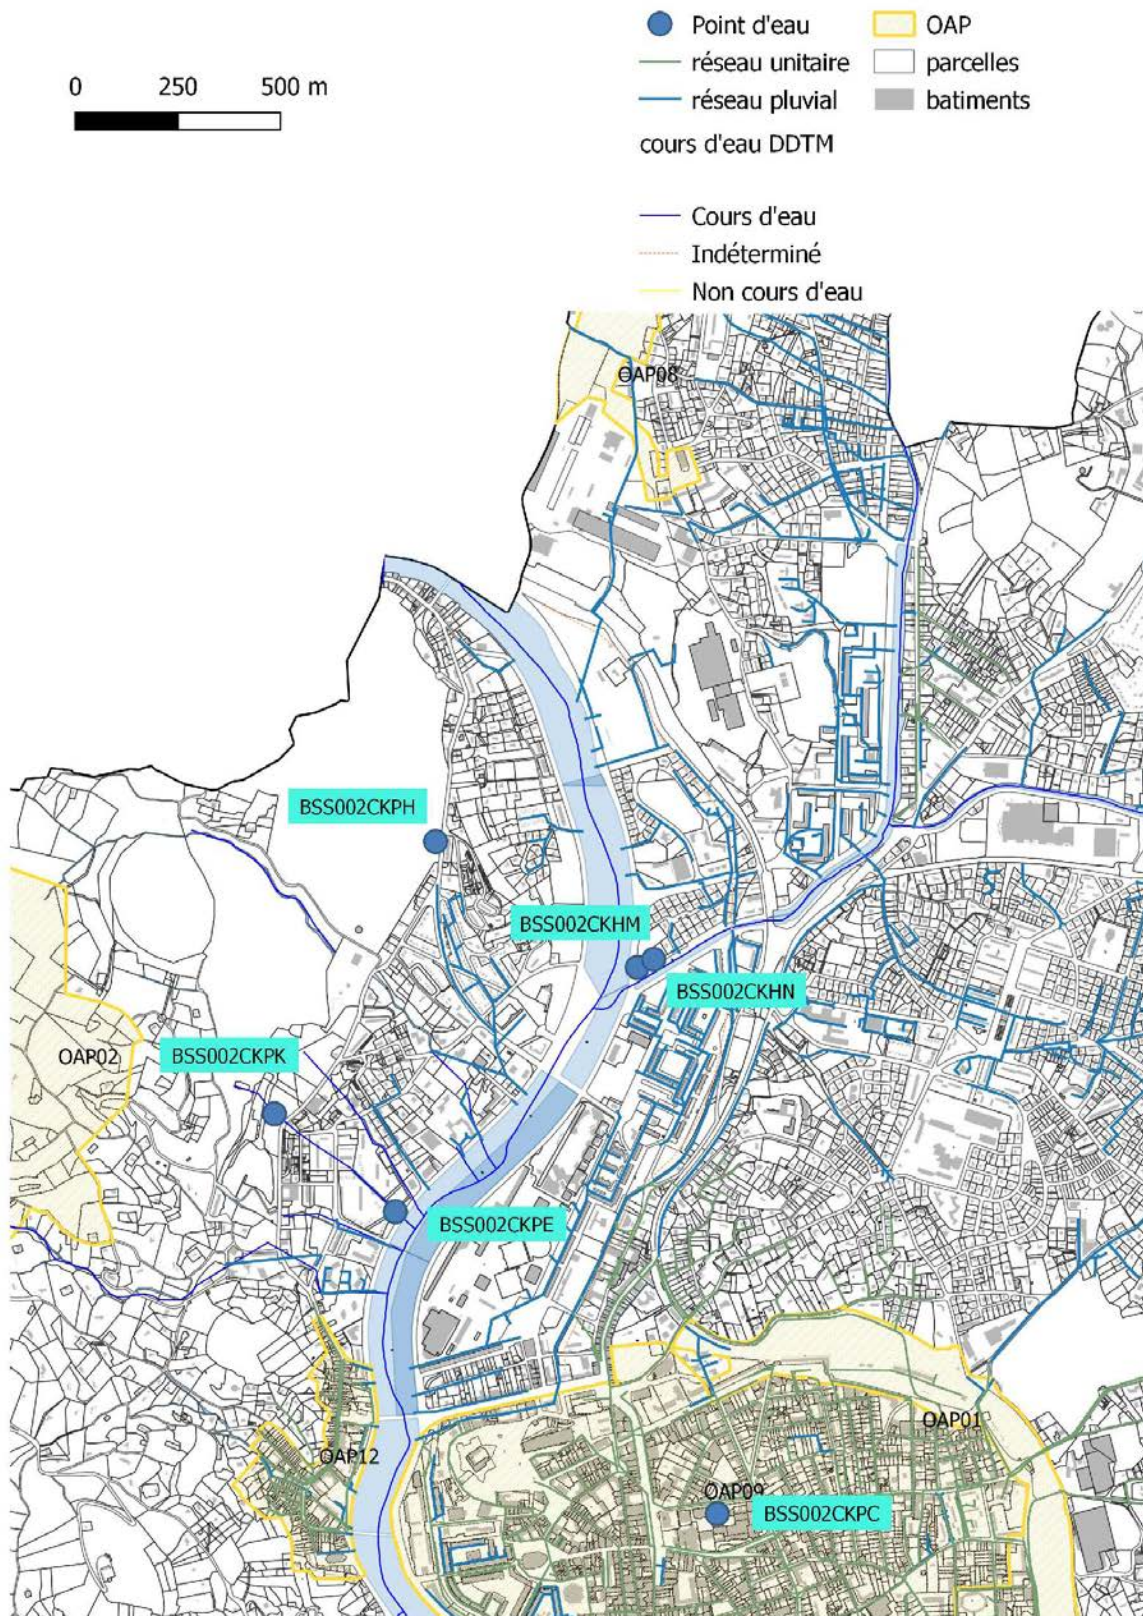 Point d'eau
OAP
réseau unitaire
parcelles
réseau pluvial
batiments
cours d'eau DDTM
Cours d'eau
Indéterminé
Non cours d'eau
0 250 500 m
OAP08
BSS002CKPH
BSS002CKHM
BSS002CKHN
OAP02
BSS002CKPK
BSS002CKPE
OAP01
OAP12
OAP09
BSS002CKPC